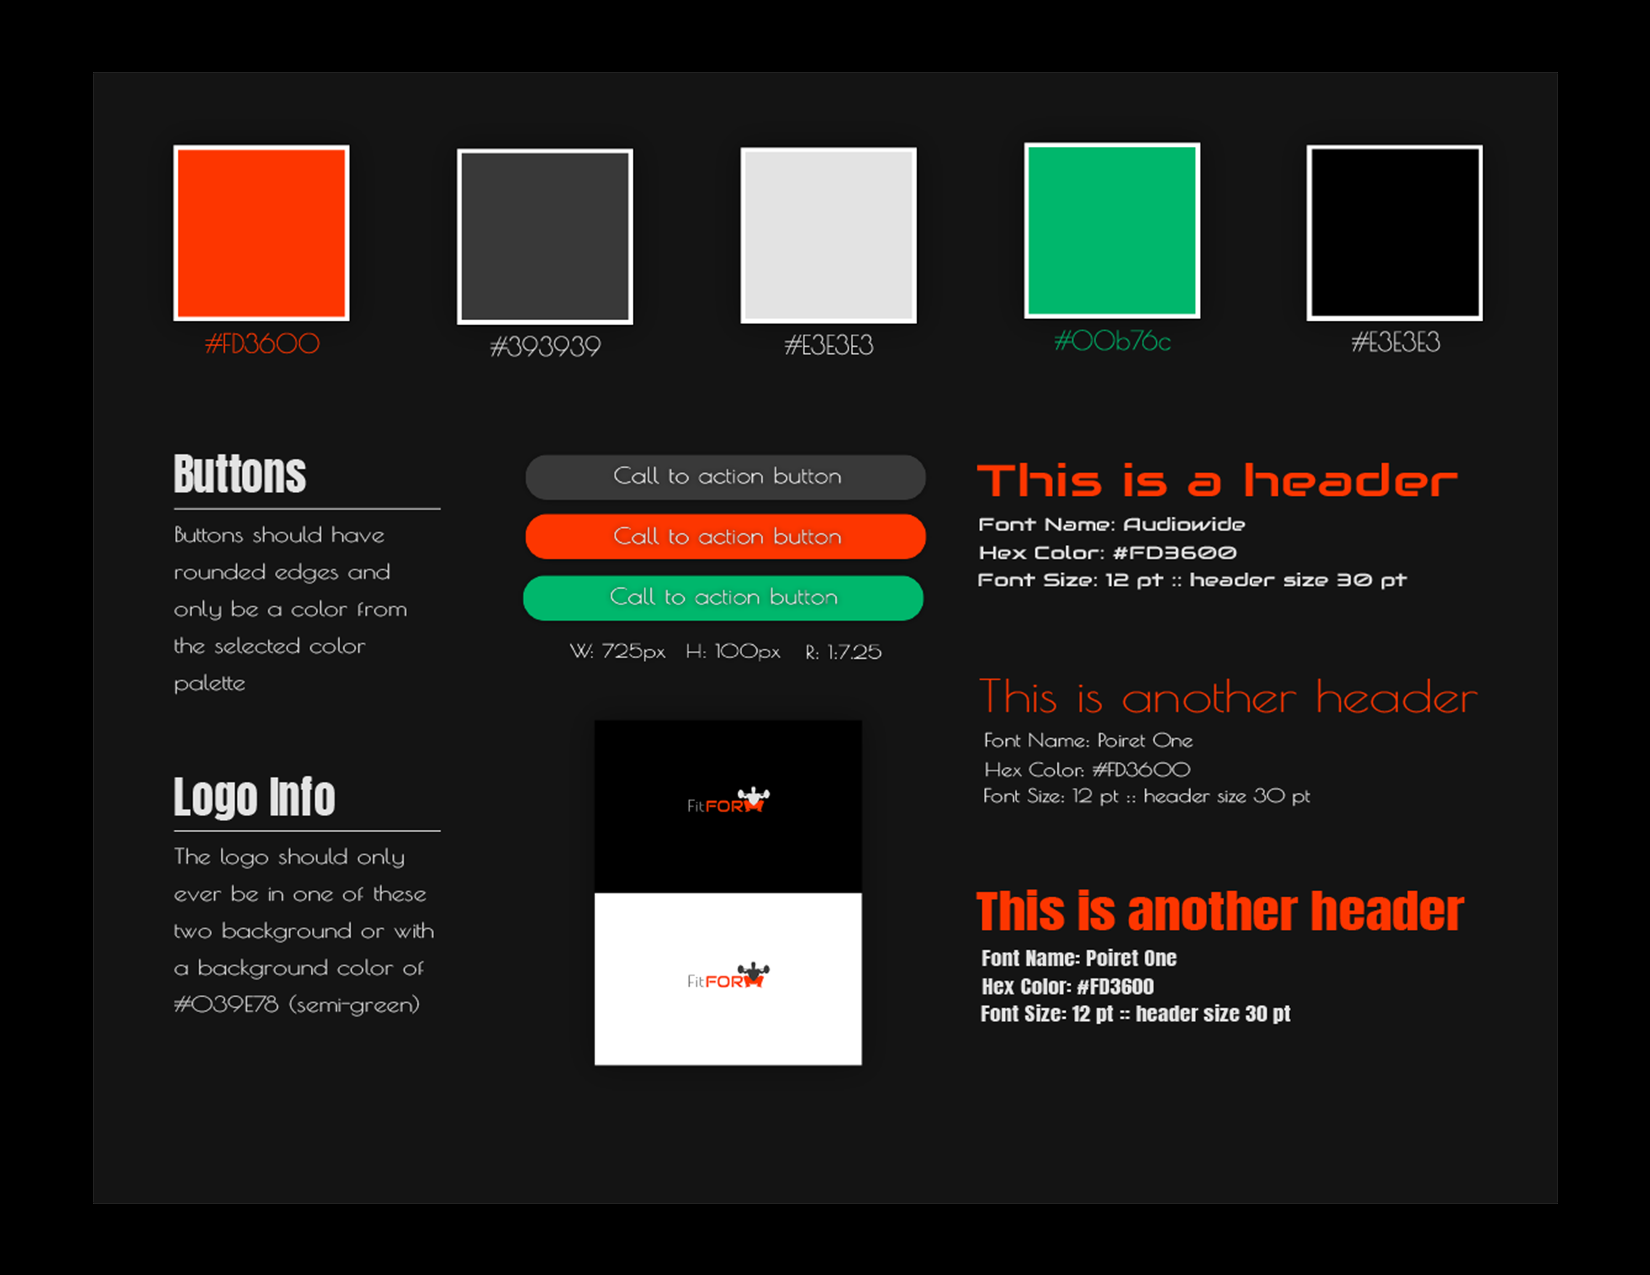 #FD3600
#393939
#E3E3E3
#00b76c
#E3E3E3
Buttons
Buttons should have
rounded edges and
only be a color from
the selected color
palette
Logo Info
The logo should only
ever be in one of these
two background or with
a background color of
#039E78 (semi-green)
Call to action button
Call to action button
Call to action button
W: 725px H: 100px R: 1:7.25
FitFORM
FitFORM
This is a header
Font Name: Audiowide
Hex Color: #FD3600
Font Size: 12 pt :: header size 30 pt
This is another header
Font Name: Poiret One
Hex Color: #FD3600
Font Size: 12 pt :: header size 30 pt
This is another header
Font Name: Poiret One
Hex Color: #FD3600
Font Size: 12 pt :: header size 30 pt